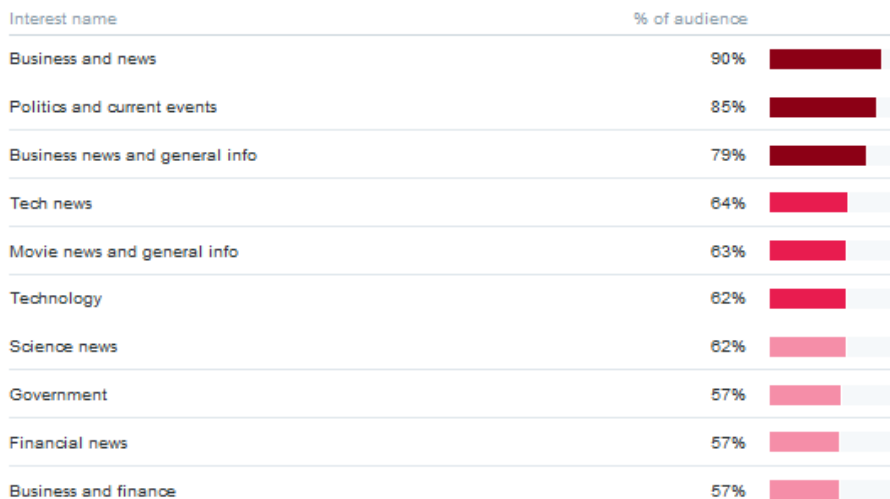 Interest name % of audience
Business and news 90%
Politics and current events 85%
Business news and general info 79%
Tech news 64%
Movie news and general info 63%
Technology 62%
Science news 62%
Government 57%
Financial news 57%
Business and finance 57%